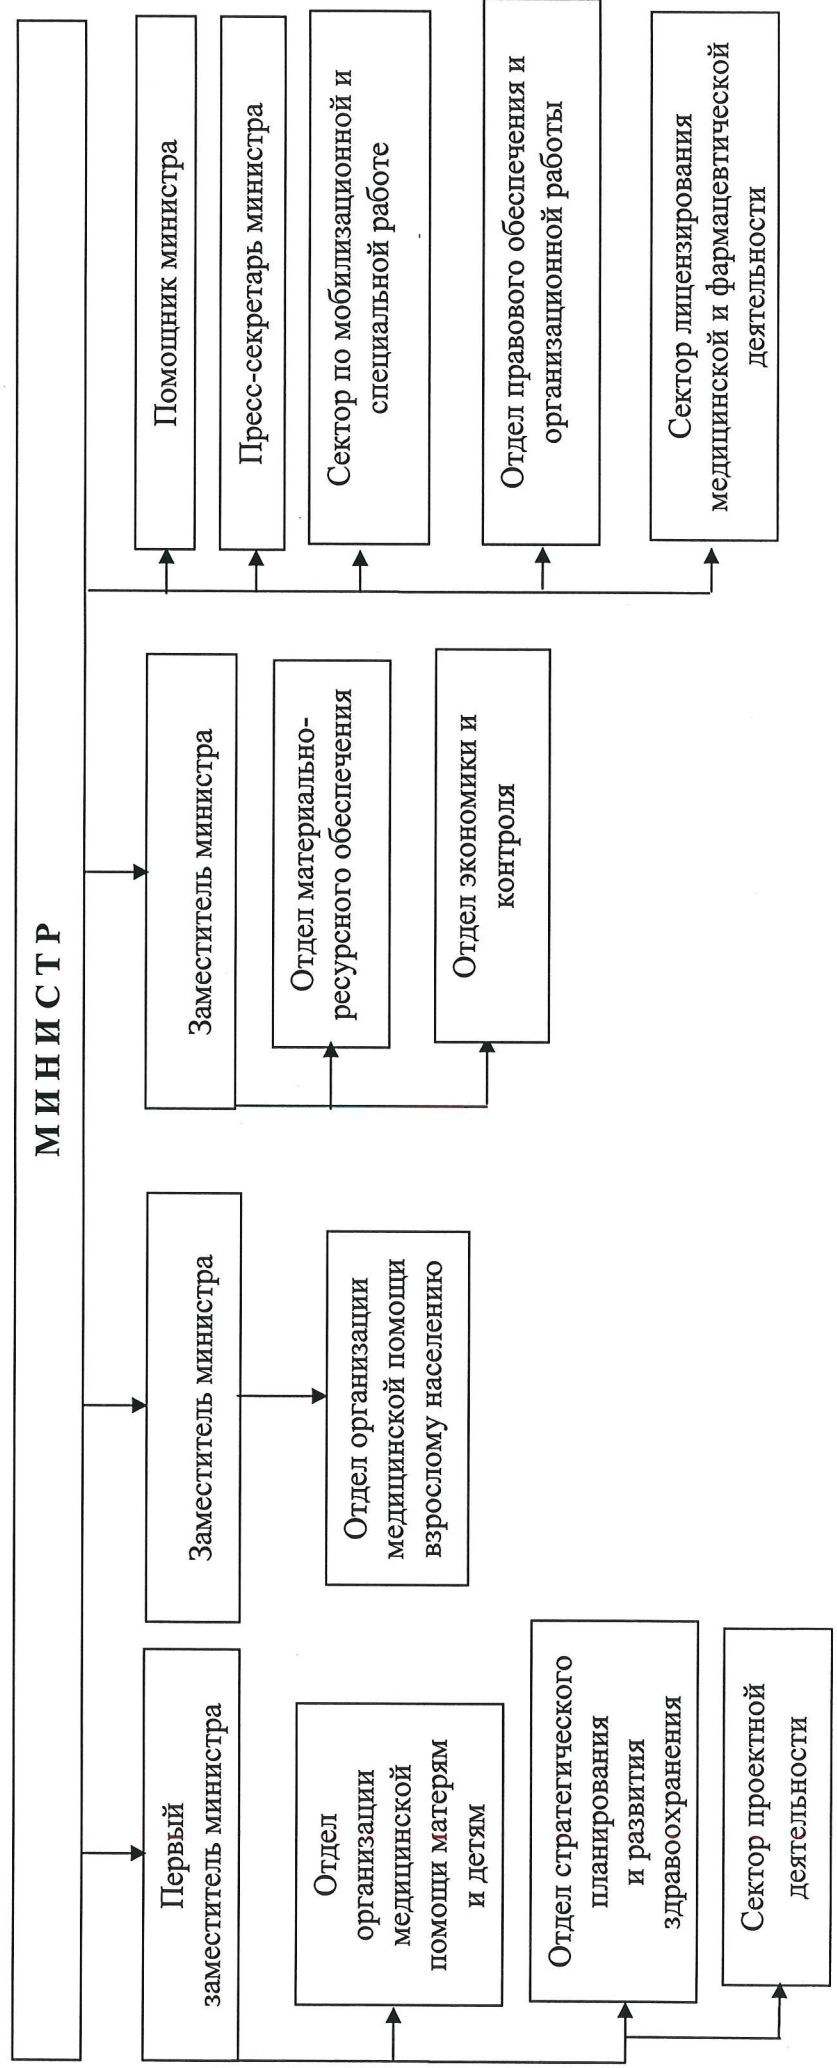 МИНИСТР
Первый
заместитель министра
Отдел
организации
медицинской
помощи матерям
и детям
Отдел стратегического
планирования
и развития
здравоохранения
Сектор проектной
деятельности
Заместитель министра
Отдел организации
медицинской помощи
взрослому населению
Заместитель министра
Отдел материально-
ресурсного обеспечения
Отдел экономики и
контроля
Помощник министра
Пресс-секретарь министра
Сектор по мобилизационной и
специальной работе
Отдел правового обеспечения и
организационной работы
Сектор лицензирования
медицинской и фармацевтической
деятельности